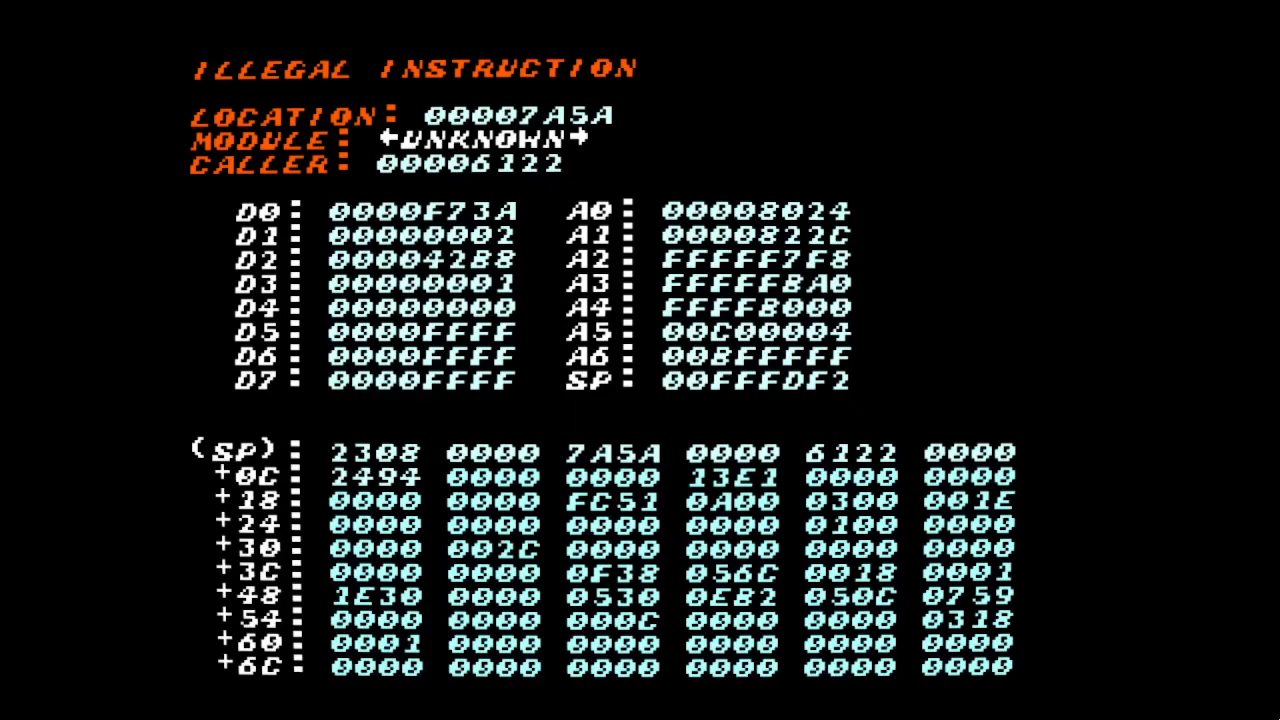 ILLEGAL INSTRUCTION
LOCATION: 00007A5A
MODULE: ←UNKNOWN→
CALLER: 00006122
D0: 0000F73A A0: 00008024
D1: 00000002 A1: 0000822C
D2: 00004288 A2: FFFFF7F8
D3: 00000001 A3: FFFFF8A0
D4: 00000000 A4: FFFF8000
D5: 0000FFFF A5: 00C00004
D6: 0000FFFF A6: 008FFFFF
D7: 0000FFFF SP: 00FFFDF2
(SP): 2308 0000 7A5A 0000 6122 0000
+0C: 2494 0000 0000 13E1 0000 0000
+18: 0000 0000 FC51 0A00 0300 001E
+24: 0000 0000 0000 0000 0100 0000
+30: 0000 002C 0000 0000 0000 0000
+3C: 0000 0000 0F38 056C 0018 0001
+48: 1E30 0000 0530 0E82 050C 0759
+54: 0000 0000 000C 0000 0000 0318
+60: 0001 0000 0000 0000 0000 0000
+6C: 0000 0000 0000 0000 0000 0000